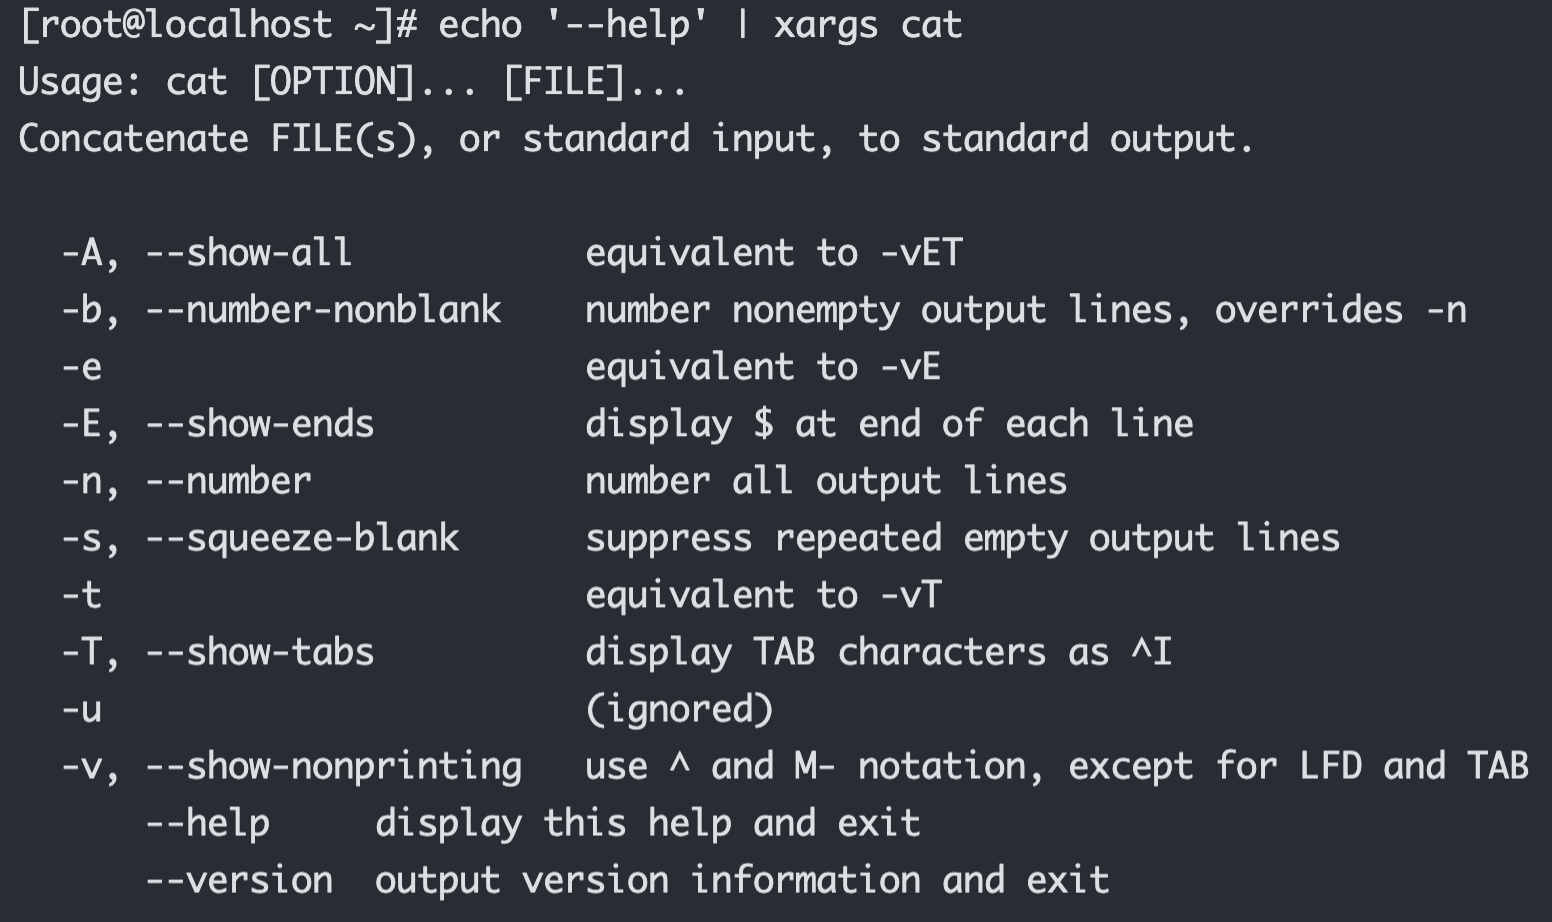 [root@localhost ~]# echo '--help' | xargs cat
Usage: cat [OPTION]... [FILE]...
Concatenate FILE(s), or standard input, to standard output.

  -A, --show-all           equivalent to -vET
  -b, --number-nonblank    number nonempty output lines, overrides -n
  -e                       equivalent to -vE
  -E, --show-ends          display $ at end of each line
  -n, --number             number all output lines
  -s, --squeeze-blank      suppress repeated empty output lines
  -t                       equivalent to -vT
  -T, --show-tabs          display TAB characters as ^I
  -u                       (ignored)
  -v, --show-nonprinting   use ^ and M- notation, except for LFD and TAB
      --help     display this help and exit
      --version  output version information and exit